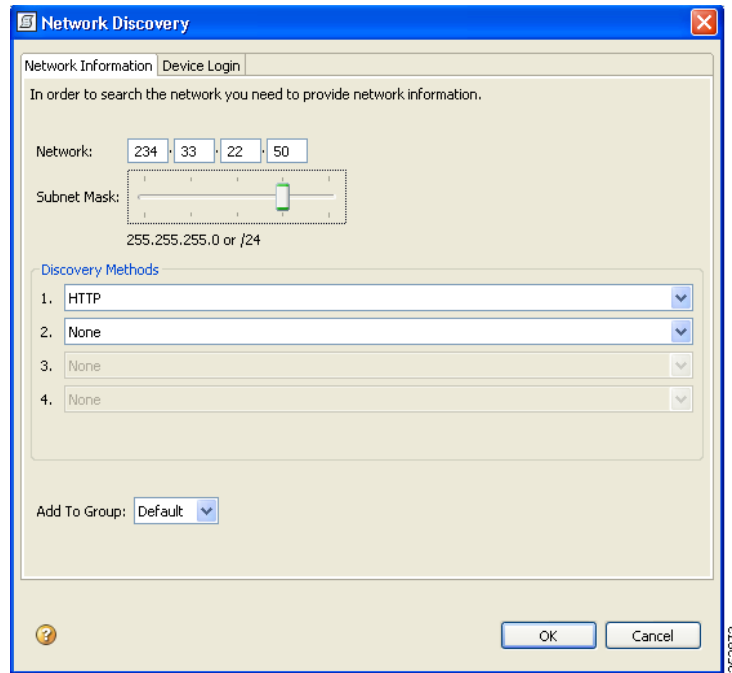 Network Discovery
Network Information Device Login
In order to search the network you need to provide network information.
Network: 234 . 33 . 22 . 50
Subnet Mask:
255.255.255.0 or /24
Discovery Methods
1. HTTP
2. None
3. None
4. None
Add To Group: Default
OK Cancel